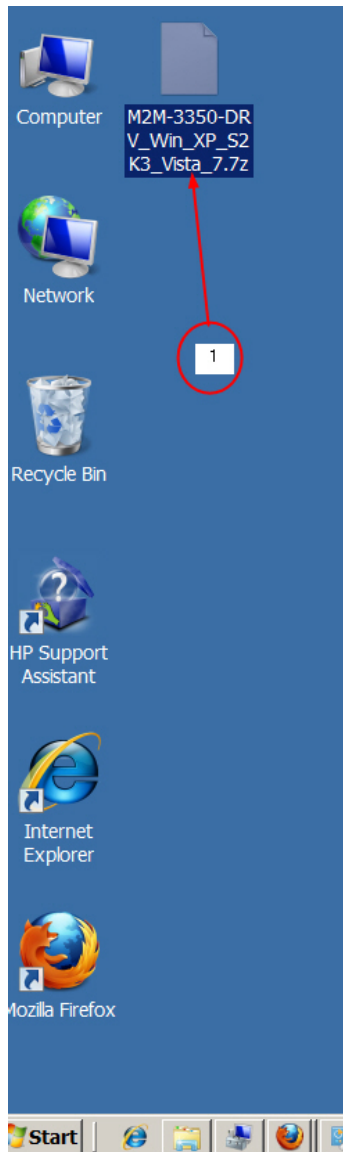 Computer
M2M-3350-DR
V_Win_XP_S2
K3_Vista_7.7z
Network
1
Recycle Bin
HP Support
Assistant
Internet
Explorer
Mozilla Firefox
Start